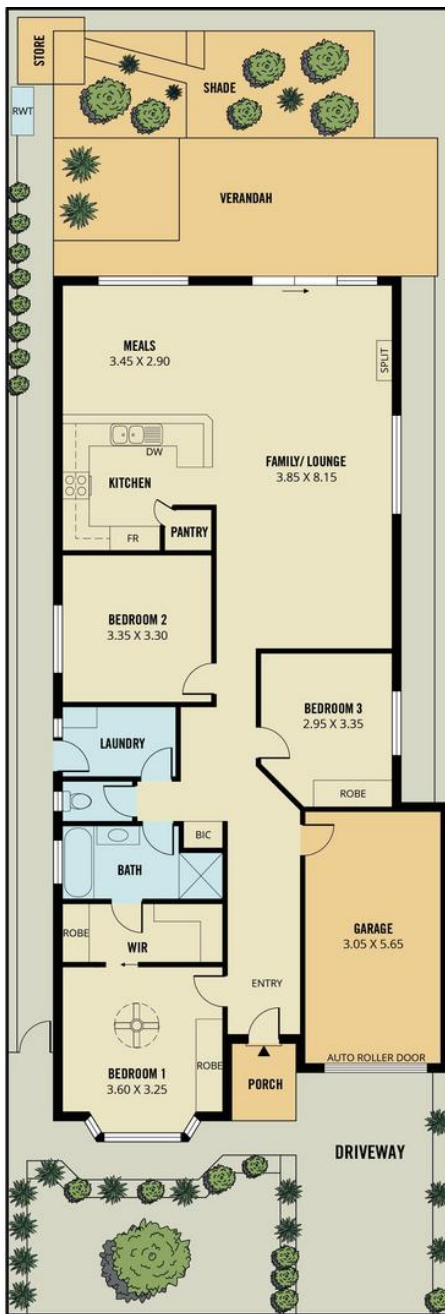 STORE
RWT
SHADE
VERANDAH
MEALS
3.45 X 2.90
SPLIT
DW
KITCHEN
FAMILY/ LOUNGE
3.85 X 8.15
FR
PANTRY
BEDROOM 2
3.35 X 3.30
BEDROOM 3
2.95 X 3.35
LAUNDRY
ROBE
BIC
BATH
GARAGE
3.05 X 5.65
ROBE
WIR
ENTRY
ROBE
BEDROOM 1
3.60 X 3.25
PORCH
AUTO ROLLER DOOR
DRIVEWAY